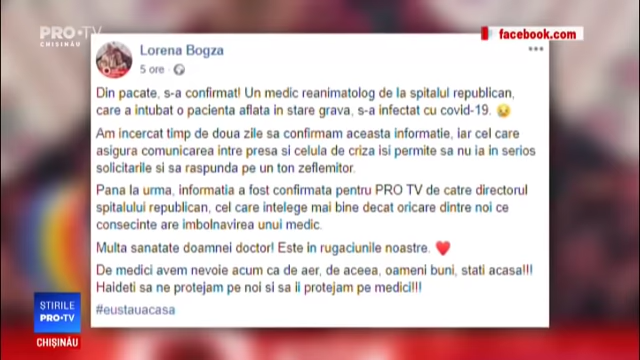 PRO TV
CHIȘINĂU
facebook.com
Lorena Bogza
5 ore
Din pacate, s-a confirmat! Un medic reanimatolog de la spitalul republican,
care a intubat o pacienta aflata in stare grava, s-a infectat cu covid-19. 😢
Am incercat timp de doua zile sa confirmam aceasta informatie, iar cel care
asigura comunicarea intre presa si celula de criza isi permite sa nu ia in serios
solicitarile si sa raspunda pe un ton zeflemitor.
Pana la urma, informatia a fost confirmata pentru PRO TV de catre directorul
spitalului republican, cel care intelege mai bine decat oricare dintre noi ce
consecinte are imbolnavirea unui medic.
Multa sanatate doamnei doctor! Este in rugaciunile noastre. ❤️
De medici avem nevoie acum ca de aer, de aceea, oameni buni, stati acasa!!!
Haideti sa ne protejam pe noi si sa ii protejam pe medici!!!
#eustauacasa
ȘTIRILE
PRO•TV
CHIȘINĂU